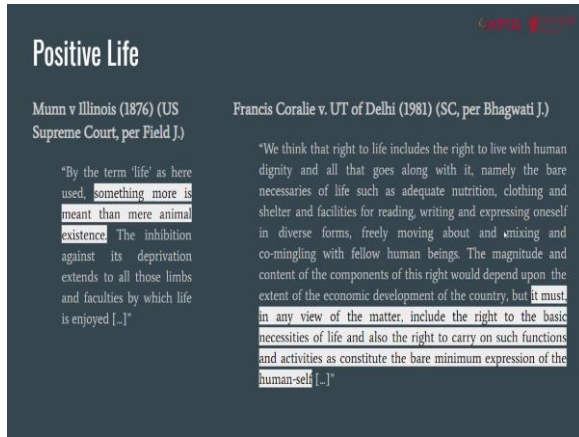 Positive Life
Munn v Illinois (1876) (US
Supreme Court, per Field J.)
"By the term 'life' as here
used, something more is
meant than mere animal
existence. The inhibition
against its deprivation
extends to all those limbs
and faculties by which life
is enjoyed […]"
Francis Coralie v. UT of Delhi (1981) (SC, per Bhagwati J.)
"We think that right to life includes the right to live with human
dignity and all that goes along with it, namely the bare
necessaries of life such as adequate nutrition, clothing and
shelter and facilities for reading, writing and expressing oneself
in diverse forms, freely moving about and mixing and
co-mingling with fellow human beings. The magnitude and
content of the components of this right would depend upon the
extent of the economic development of the country, but it must,
in any view of the matter, include the right to the basic
necessities of life and also the right to carry on such functions
and activities as constitute the bare minimum expression of the
human-self […]"